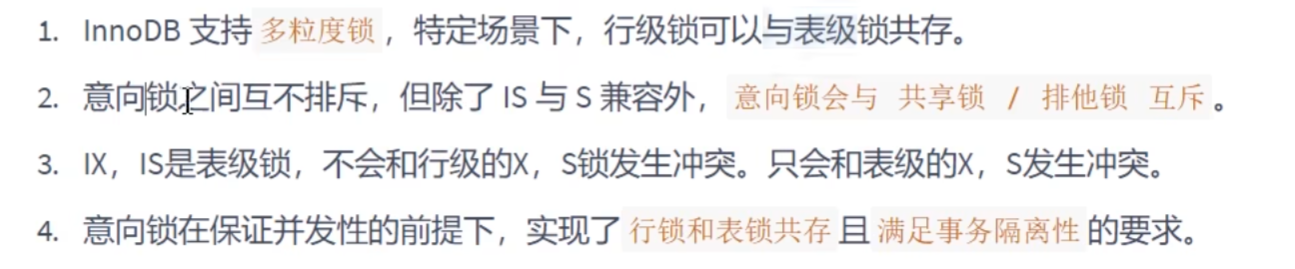 1. InnoDB 支持 多粒度锁 ，特定场景下，行级锁可以与表级锁共存。
2. 意向锁之间互不排斥，但除了 IS 与 S 兼容外， 意向锁会与 共享锁 / 排他锁 互斥 。
3. IX，IS是表级锁，不会和行级的X，S锁发生冲突。只会和表级的X，S发生冲突。
4. 意向锁在保证并发性的前提下，实现了 行锁和表锁共存 且 满足事务隔离性 的要求。